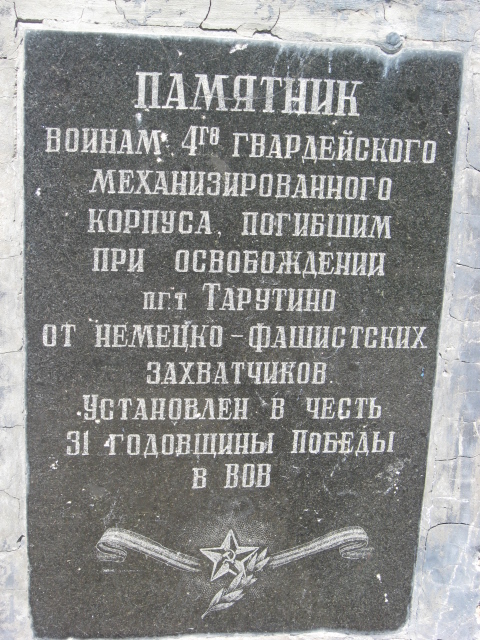 ПАМЯТНИК
ВОИНАМ 4го ГВАРДЕЙСКОГО
МЕХАНИЗИРОВАННОГО
КОРПУСА, ПОГИБШИМ
ПРИ ОСВОБОЖДЕНИИ
пг.т ТАРУТИНО
ОТ НЕМЕЦКО-ФАШИСТСКИХ
ЗАХВАТЧИКОВ.
УСТАНОВЛЕН В ЧЕСТЬ
31 ГОДОВЩИНЫ ПОБЕДЫ
В ВОВ